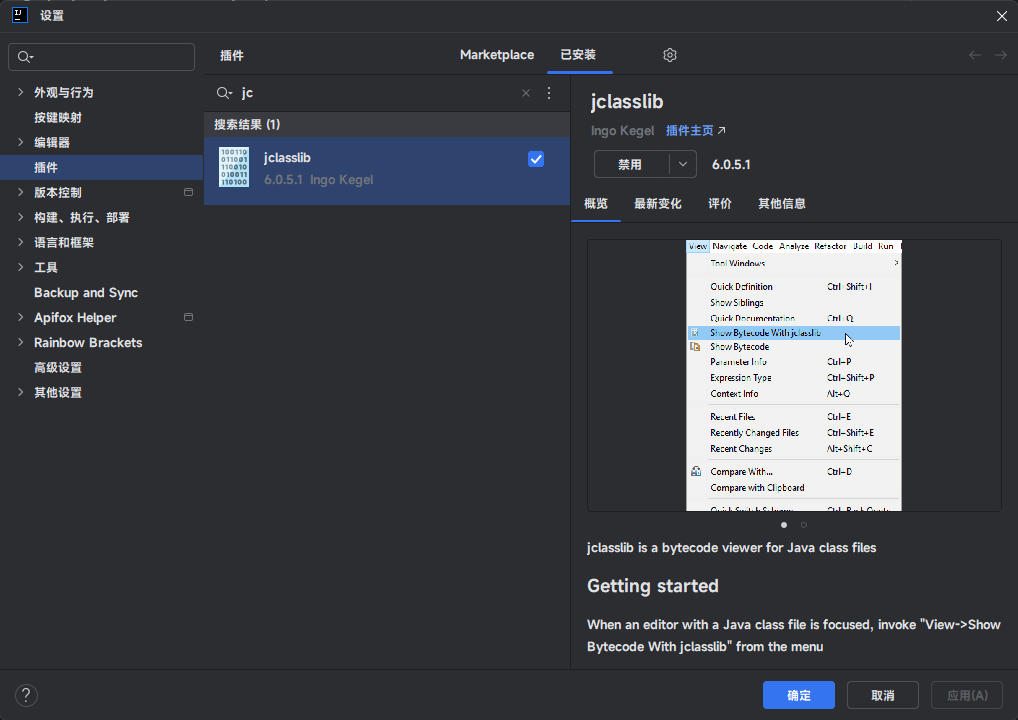 设置
插件
Marketplace
已安装
外观与行为
按键映射
编辑器
插件
版本控制
构建、执行、部署
语言和框架
工具
Backup and Sync
Apifox Helper
Rainbow Brackets
高级设置
其他设置
jc
搜索结果 (1)
jclasslib
6.0.5.1 Ingo Kegel
jclasslib
Ingo Kegel 插件主页
禁用 6.0.5.1
概览 最新变化 评价 其他信息
View Navigate Code Analyze Refactor Build Run
Tool Windows
Quick Definition Ctrl+Shift+I
Show Siblings
Quick Documentation Ctrl+Q
Show Bytecode With jclasslib
Show Bytecode
Parameter Info Ctrl+P
Expression Type Ctrl+Shift+P
Context Info Alt+Q
Recent Files Ctrl+E
Recently Changed Files Ctrl+Shift+E
Recent Changes Alt+Shift+C
Compare With... Ctrl+D
Compare with Clipboard
jclasslib is a bytecode viewer for Java class files
Getting started
When an editor with a Java class file is focused, invoke "View->Show
Bytecode With jclasslib" from the menu
?
确定
取消
应用(A)